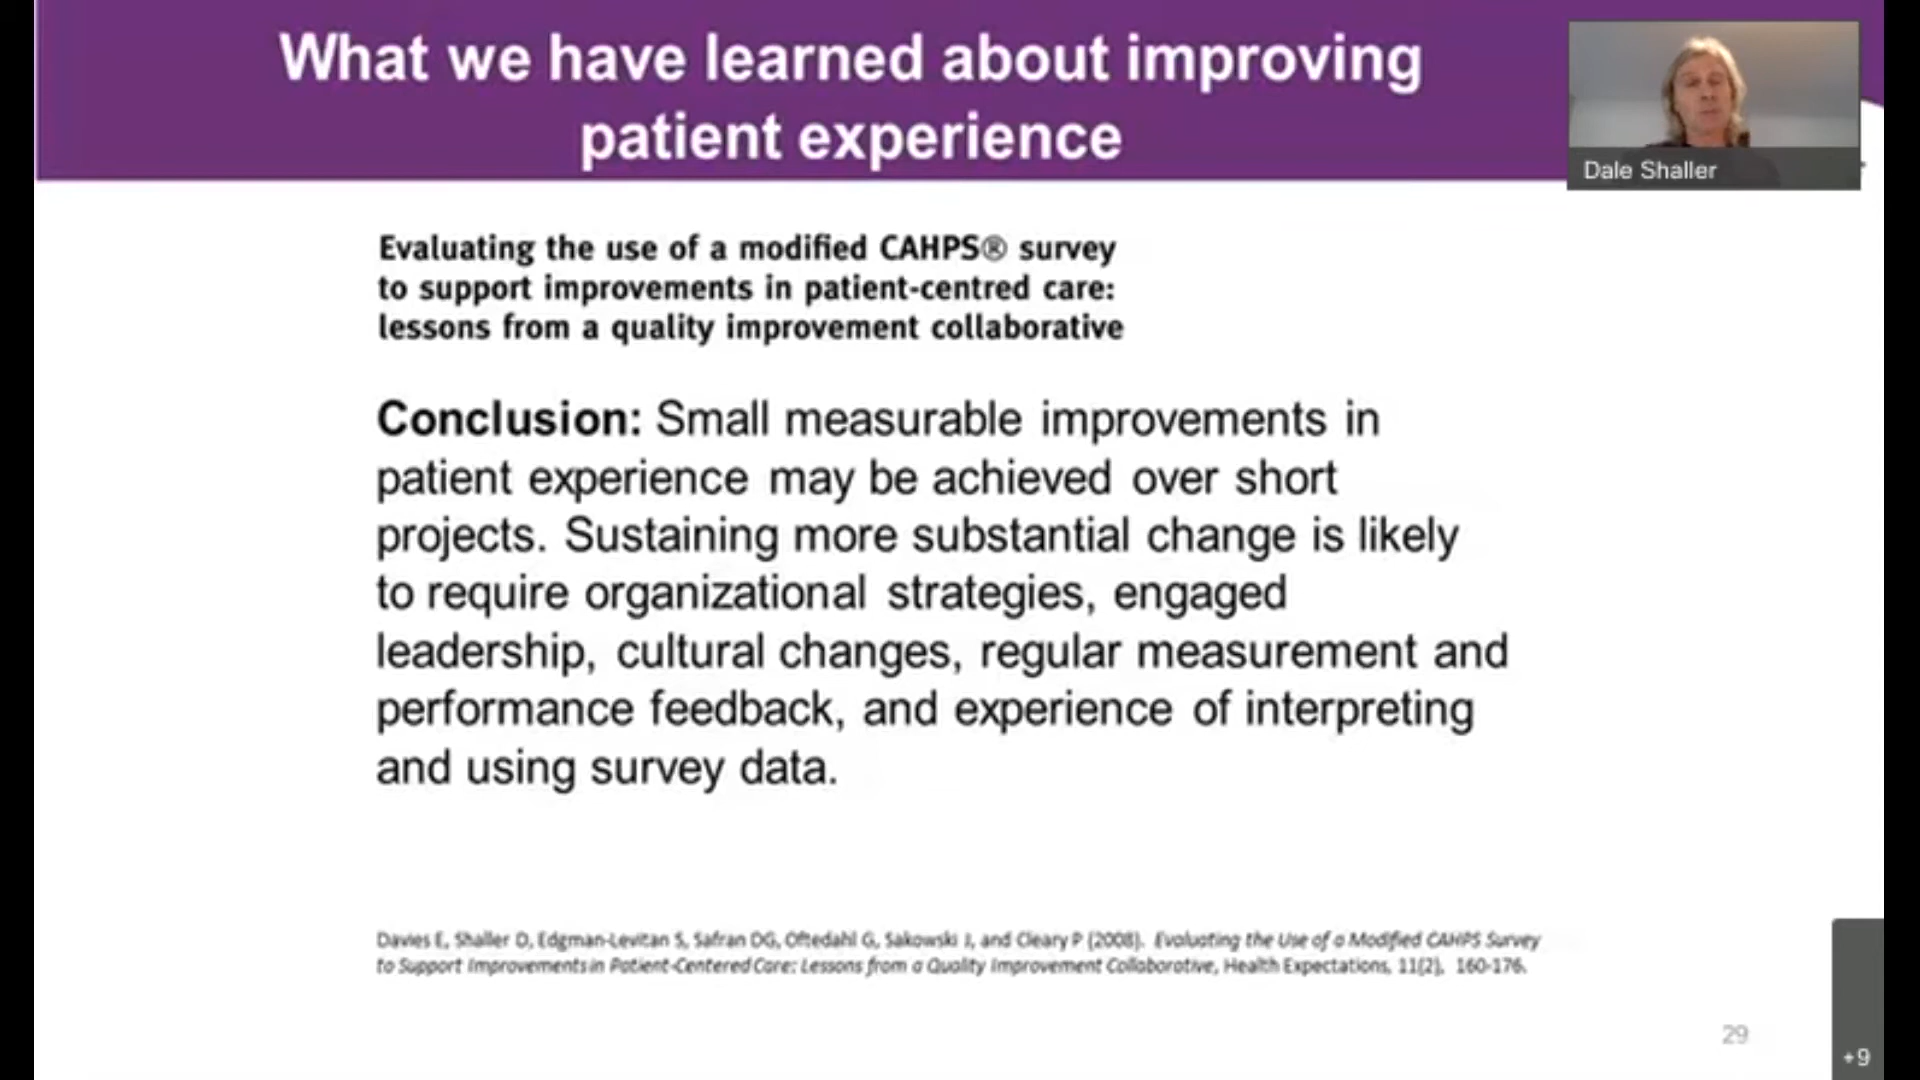 What we have learned about improving
patient experience
Dale Shaller
Evaluating the use of a modified CAHPS® survey
to support improvements in patient-centred care:
lessons from a quality improvement collaborative
Conclusion: Small measurable improvements in
patient experience may be achieved over short
projects. Sustaining more substantial change is likely
to require organizational strategies, engaged
leadership, cultural changes, regular measurement and
performance feedback, and experience of interpreting
and using survey data.
Davies E, Shaller D, Edgman-Levitan S, Safran DG, Oftedahl G, Sakowski J, and Cleary P (2008). Evaluating the Use of a Modified CAHPS Survey
to Support Improvements in Patient-Centered Care: Lessons from a Quality Improvement Collaborative, Health Expectations, 11(2), 160-176.
29
+9